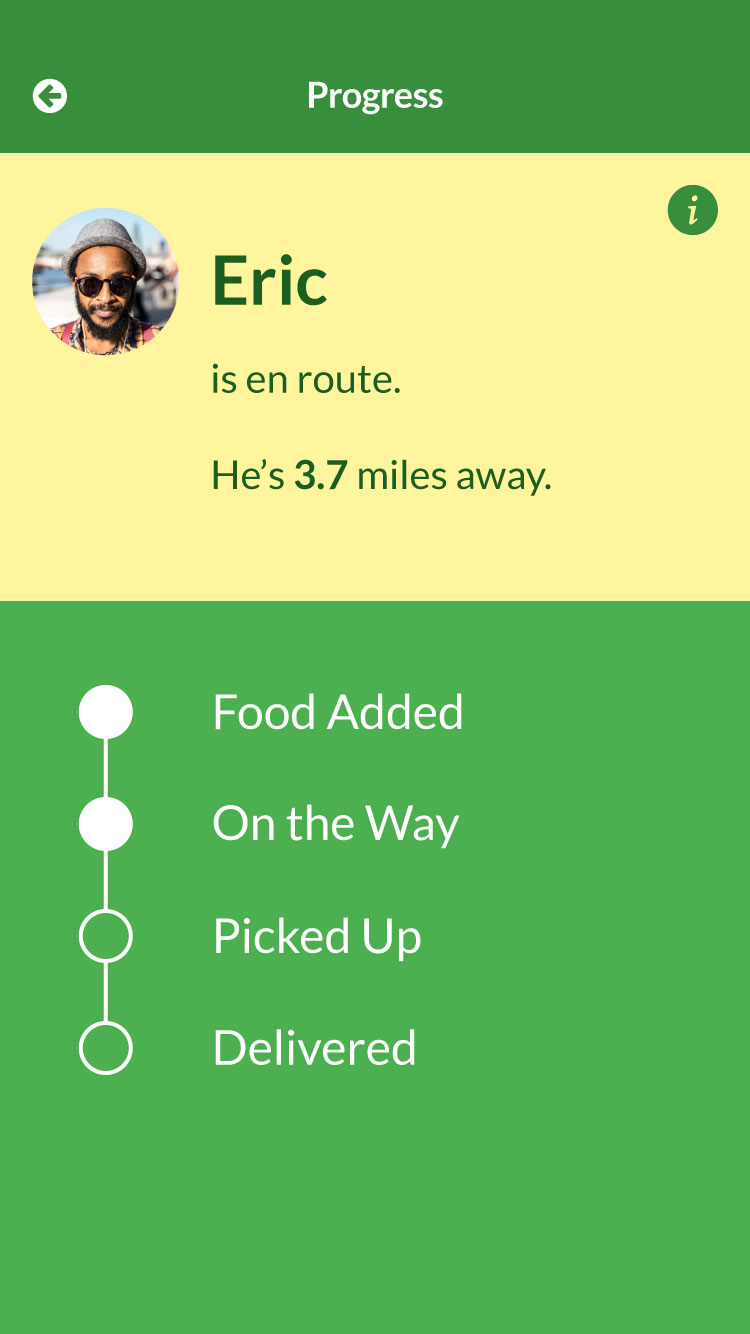 Progress
i
Eric
is en route.
He’s 3.7 miles away.
Food Added
On the Way
Picked Up
Delivered